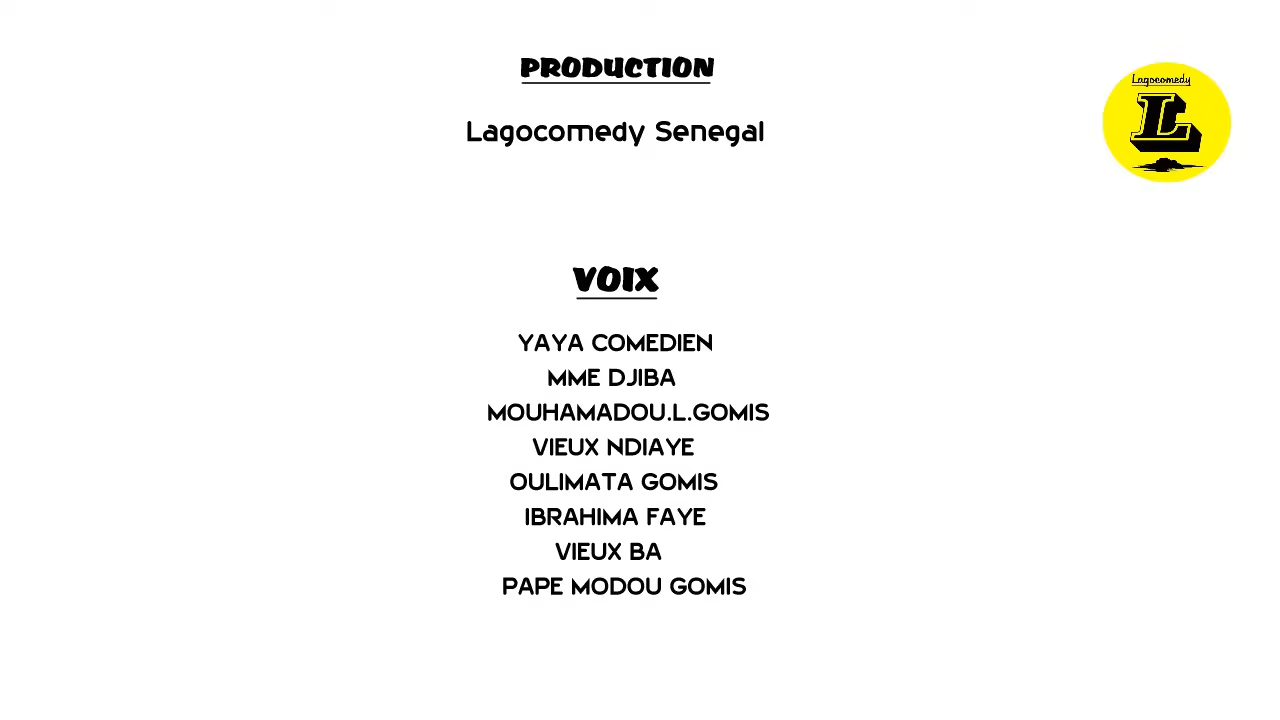 PRODUCTION
Lagocomedy Senegal
Lagocomedy
L
VOIX
YAYA COMEDIEN
MME DJIBA
MOUHAMADOU.L.GOMIS
VIEUX NDIAYE
OULIMATA GOMIS
IBRAHIMA FAYE
VIEUX BA
PAPE MODOU GOMIS